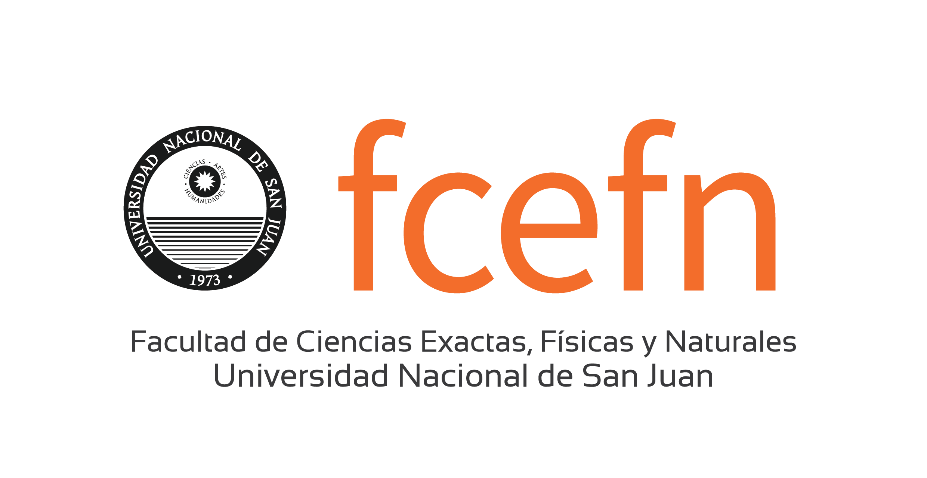 UNIVERSIDAD NACIONAL DE SAN JUAN
· 1973 ·
CIENCIAS · ARTES ·
HUMANIDADES ·
fcefn
Facultad de Ciencias Exactas, Físicas y Naturales
Universidad Nacional de San Juan